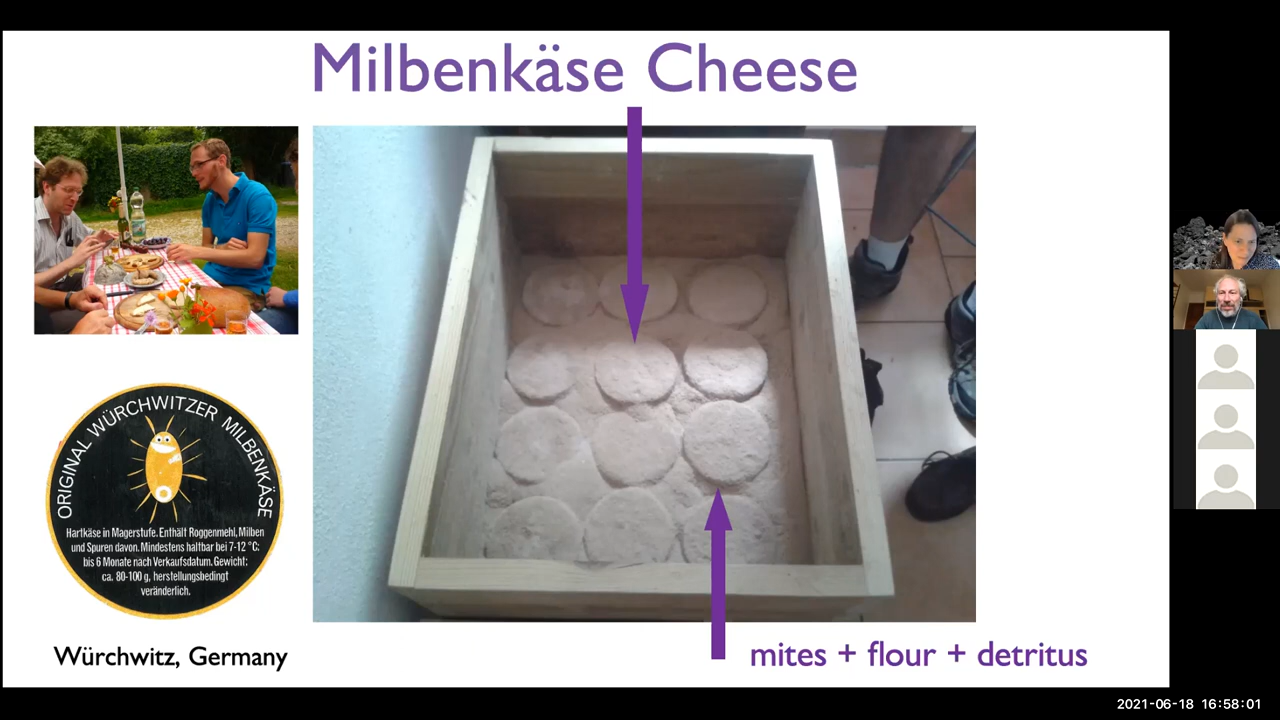 Milbenkäse Cheese
ORIGINAL WÜRCHWITZER MILBENKÄSE
Hartkäse in Magerstufe. Enthält Roggenmehl, Milben
und Spuren davon. Mindestens haltbar bei 7-12 °C:
bis 6 Monate nach Verkaufsdatum. Gewicht:
ca. 80-100 g, herstellungsbedingt
veränderlich.
Würchwitz, Germany
mites + flour + detritus
2021-06-18 16:58:01